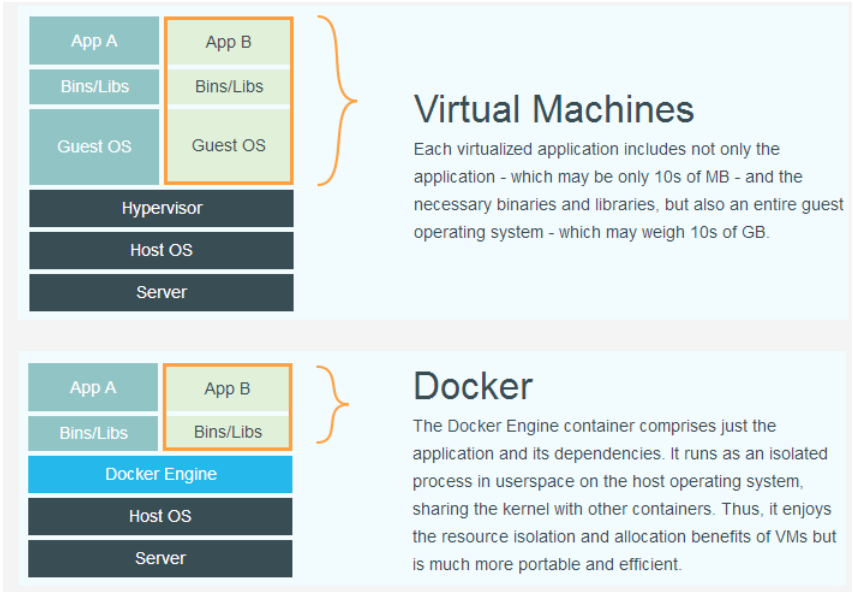 App A
App B
Bins/Libs
Bins/Libs
Guest OS
Guest OS
Hypervisor
Host OS
Server
Virtual Machines
Each virtualized application includes not only the
application - which may be only 10s of MB - and the
necessary binaries and libraries, but also an entire guest
operating system - which may weigh 10s of GB.
App A
App B
Bins/Libs
Bins/Libs
Docker Engine
Host OS
Server
Docker
The Docker Engine container comprises just the
application and its dependencies. It runs as an isolated
process in userspace on the host operating system,
sharing the kernel with other containers. Thus, it enjoys
the resource isolation and allocation benefits of VMs but
is much more portable and efficient.